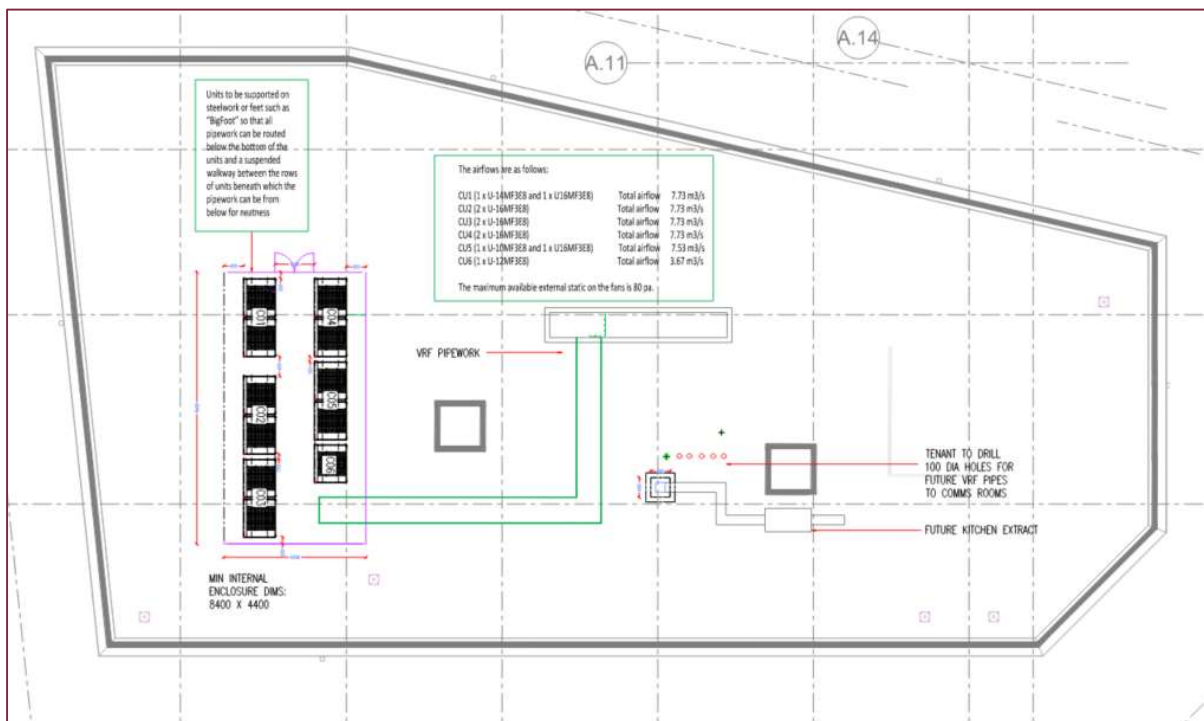 A.14
A.11
Units to be supported on
steelwork or feet such as
"BigFoot" so that all
pipework can be routed
below the bottom of the
units and a suspended
walkway between the rows
of units beneath which the
pipework can be from
below for neatness
The airflows are as follows:
CU1 (1 x U-14MF3E8 and 1 x U16MF3E8) Total airflow 7.73 m3/s
CU2 (2 x U-16MF3E8) Total airflow 7.73 m3/s
CU3 (2 x U-16MF3E8) Total airflow 7.73 m3/s
CU4 (2 x U-16MF3E8) Total airflow 7.73 m3/s
CU5 (1 x U-10MF3E8 and 1 x U16MF3E8) Total airflow 7.53 m3/s
CU6 (1 x U-12MF3E8) Total airflow 3.67 m3/s
The maximum available external static on the fans is 80 pa.
CU1
CU4
VRF PIPEWORK
CU2
CU5
CU6
CU3
TENANT TO DRILL
100 DIA HOLES FOR
FUTURE VRF PIPES
TO COMMS ROOMS
FUTURE KITCHEN EXTRACT
MIN INTERNAL
ENCLOSURE DIMS:
8400 X 4400